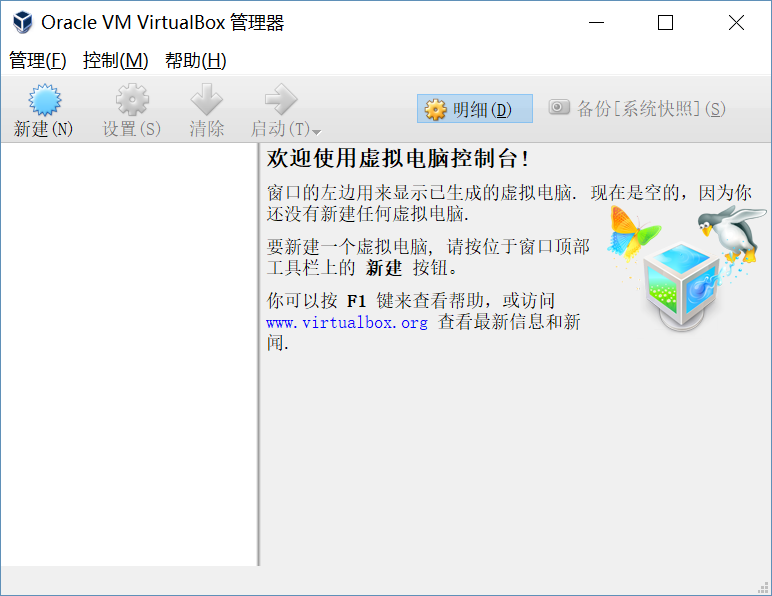 Oracle VM VirtualBox 管理器
管理(F) 控制(M) 帮助(H)
新建(N) 设置(S) 清除 启动(T) 明细(D) 备份[系统快照](S)
欢迎使用虚拟电脑控制台!
窗口的左边用来显示已生成的虚拟电脑. 现在是空的, 因为你
还没有新建任何虚拟电脑.
要新建一个虚拟电脑, 请按位于窗口顶部
工具栏上的 新建 按钮。
你可以按 F1 键来查看帮助, 或访问
www.virtualbox.org 查看最新信息和新
闻.